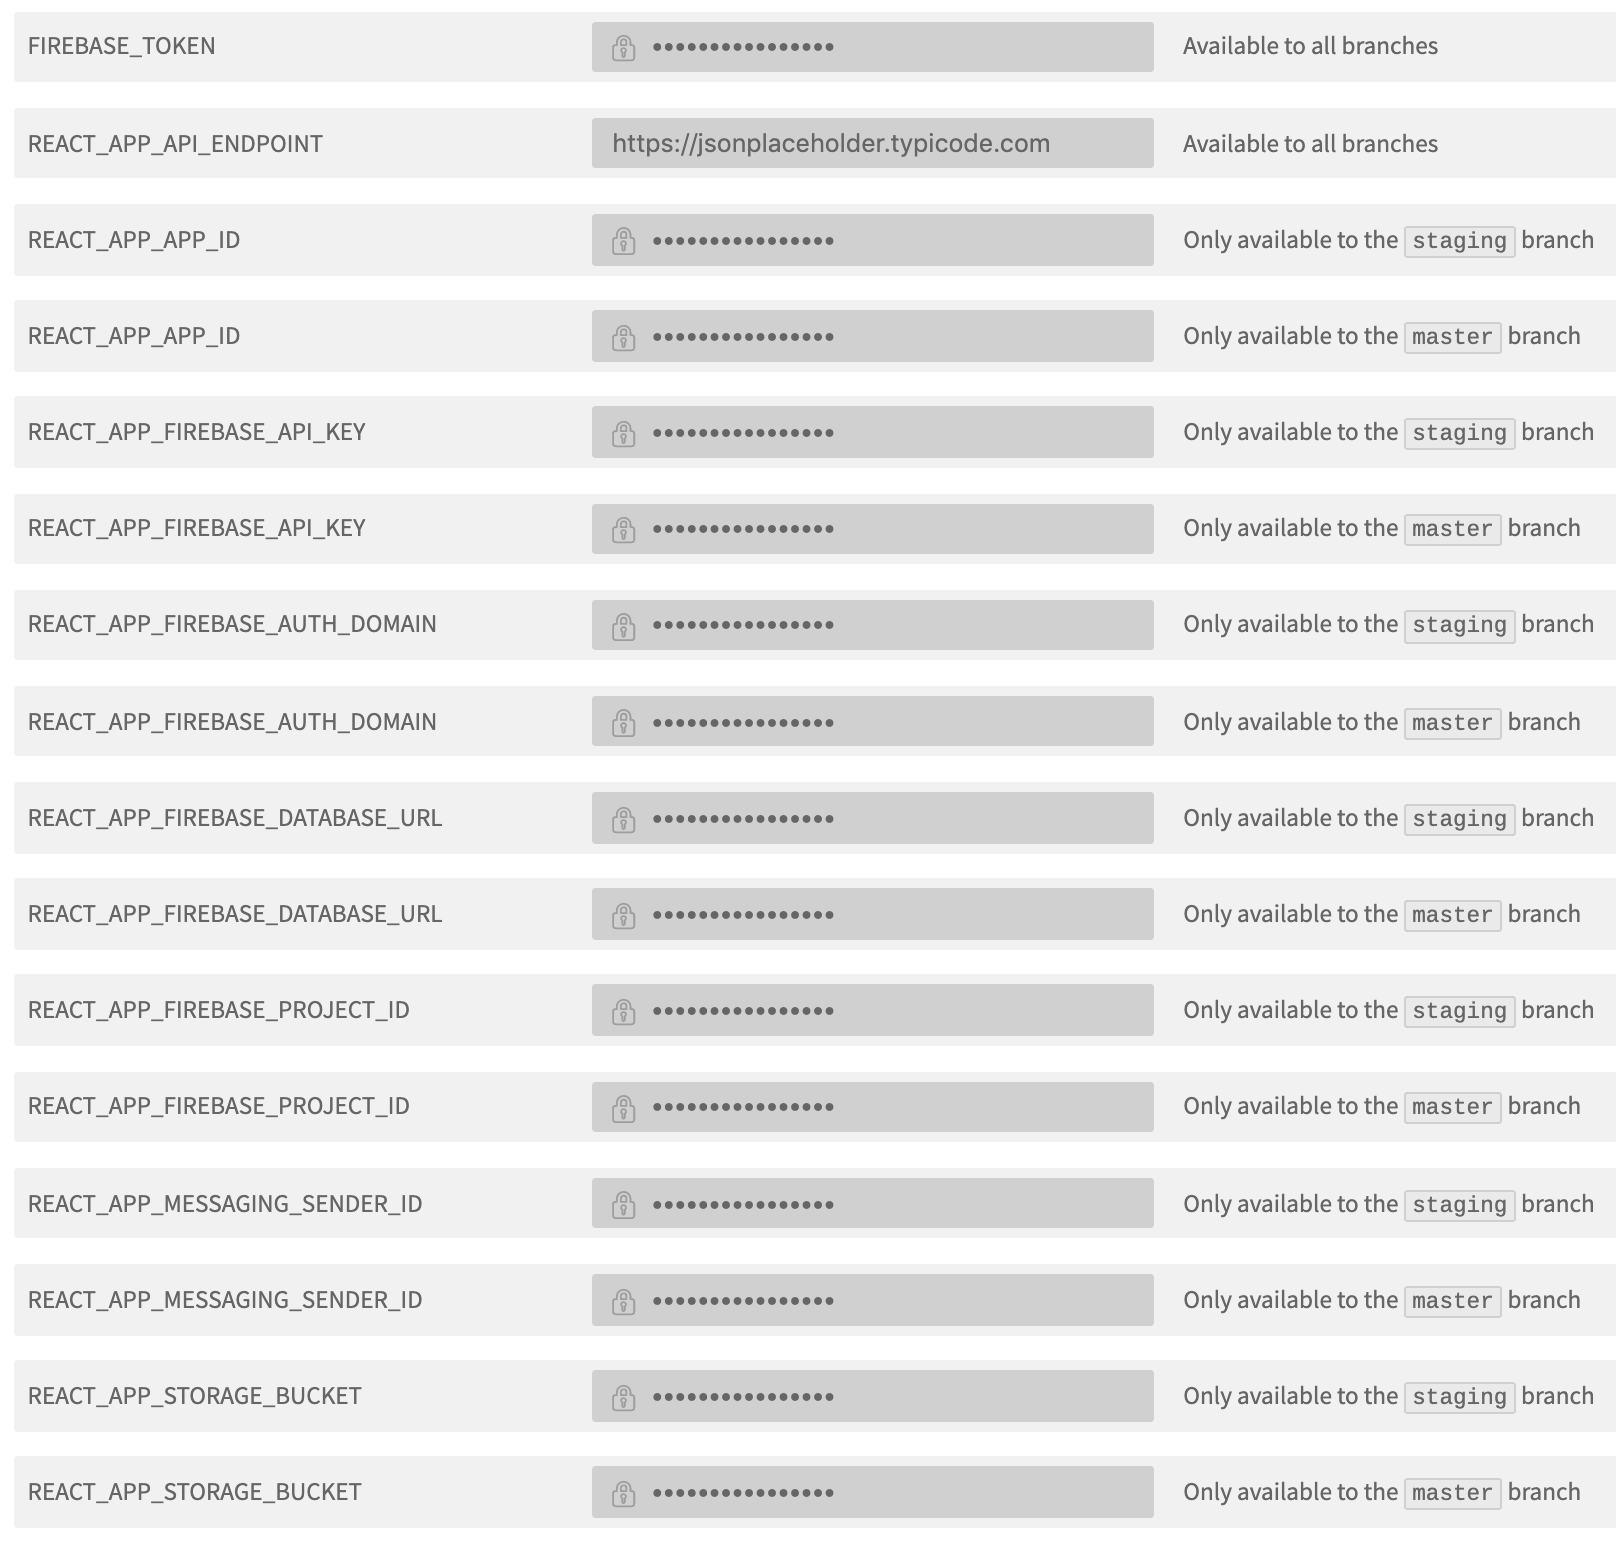 FIREBASE_TOKEN •••••••••••••••• Available to all branches
REACT_APP_API_ENDPOINT https://jsonplaceholder.typicode.com Available to all branches
REACT_APP_APP_ID •••••••••••••••• Only available to the staging branch
REACT_APP_APP_ID •••••••••••••••• Only available to the master branch
REACT_APP_FIREBASE_API_KEY •••••••••••••••• Only available to the staging branch
REACT_APP_FIREBASE_API_KEY •••••••••••••••• Only available to the master branch
REACT_APP_FIREBASE_AUTH_DOMAIN •••••••••••••••• Only available to the staging branch
REACT_APP_FIREBASE_AUTH_DOMAIN •••••••••••••••• Only available to the master branch
REACT_APP_FIREBASE_DATABASE_URL •••••••••••••••• Only available to the staging branch
REACT_APP_FIREBASE_DATABASE_URL •••••••••••••••• Only available to the master branch
REACT_APP_FIREBASE_PROJECT_ID •••••••••••••••• Only available to the staging branch
REACT_APP_FIREBASE_PROJECT_ID •••••••••••••••• Only available to the master branch
REACT_APP_MESSAGING_SENDER_ID •••••••••••••••• Only available to the staging branch
REACT_APP_MESSAGING_SENDER_ID •••••••••••••••• Only available to the master branch
REACT_APP_STORAGE_BUCKET •••••••••••••••• Only available to the staging branch
REACT_APP_STORAGE_BUCKET •••••••••••••••• Only available to the master branch